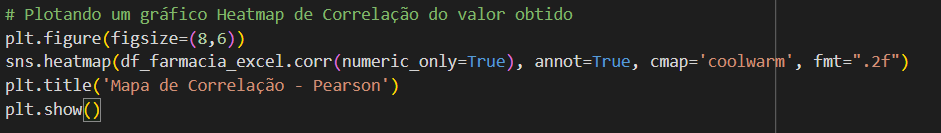 # Plotando um gráfico Heatmap de Correlação do valor obtido
plt.figure(figsize=(8,6))
sns.heatmap(df_farmacia_excel.corr(numeric_only=True), annot=True, cmap='coolwarm', fmt=".2f")
plt.title('Mapa de Correlação - Pearson')
plt.show()